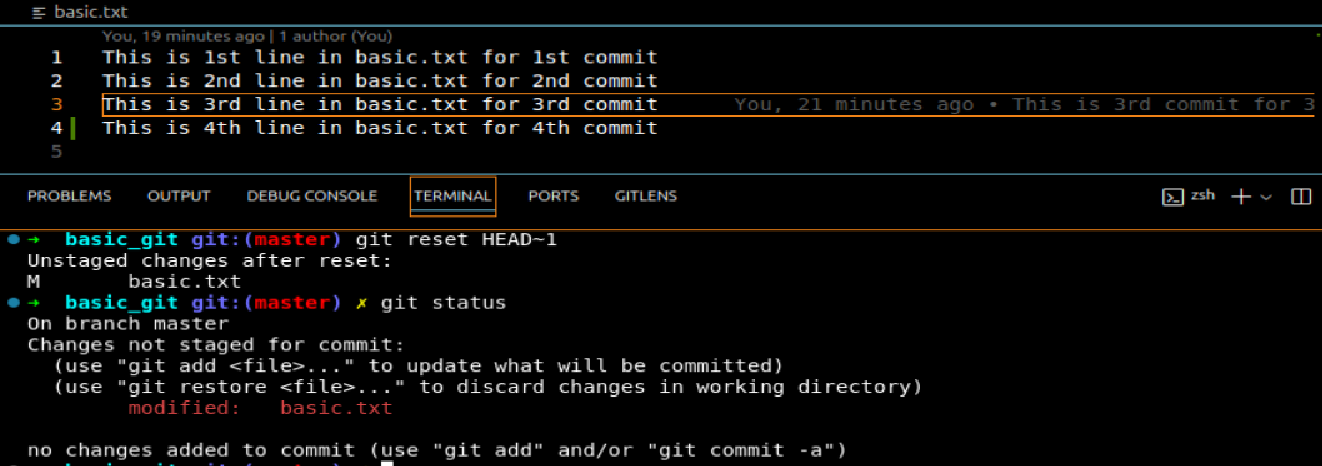 basic.txt
You, 19 minutes ago | 1 author (You)
1 This is 1st line in basic.txt for 1st commit
2 This is 2nd line in basic.txt for 2nd commit
3 This is 3rd line in basic.txt for 3rd commit You, 21 minutes ago • This is 3rd commit for 3
4 This is 4th line in basic.txt for 4th commit
5
PROBLEMS OUTPUT DEBUG CONSOLE TERMINAL PORTS GITLENS zsh
→ basic_git git:(master) git reset HEAD~1
Unstaged changes after reset:
M basic.txt
→ basic_git git:(master) ✗ git status
On branch master
Changes not staged for commit:
(use "git add <file>..." to update what will be committed)
(use "git restore <file>..." to discard changes in working directory)
modified: basic.txt
no changes added to commit (use "git add" and/or "git commit -a")